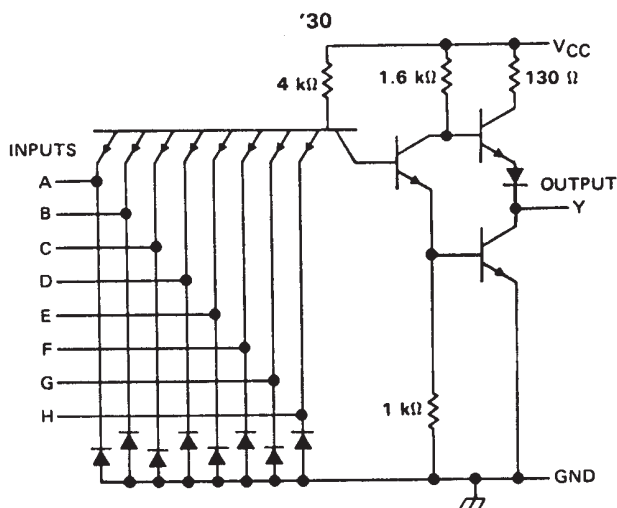 '30
VCC
4 kΩ 1.6 kΩ 130 Ω
INPUTS
A
OUTPUT
B
Y
C
D
E
F
G
H
1 kΩ
GND